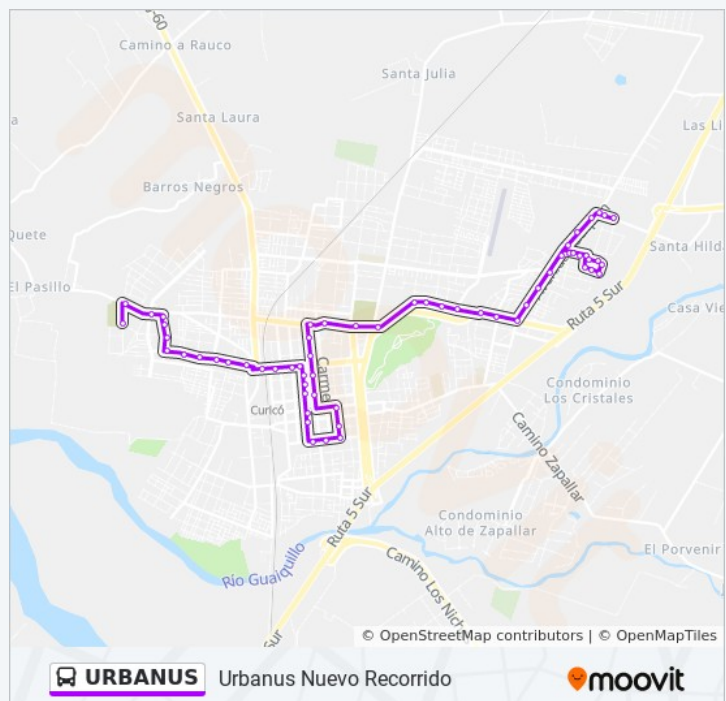 Camino a Rauco
Santa Julia
Santa Laura
Las Li
Barros Negros
Quete
Santa Hilda
El Pasillo
Ruta 5 Sur
Casa Vie
Carme
Condominio
Los Cristales
Curicó
Camino Zapallar
Condominio
Alto de Zapallar
Ruta 5 Sur
El Porvenir
Río Guaiquillo
Camino Los Nich
Sur
© OpenStreetMap contributors | © OpenMapTiles
URBANUS Urbanus Nuevo Recorrido moovit